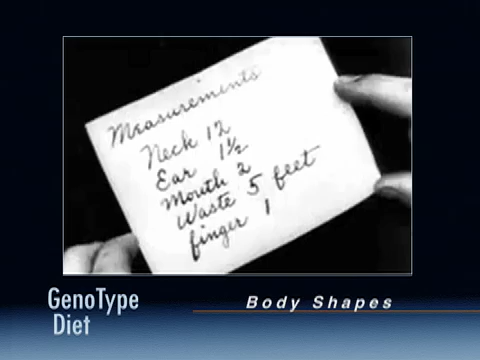 Measurements
Neck 12
Ear 1½
Mouth 2
Waste 5 feet
finger 1
GenoType
Diet
Body Shapes